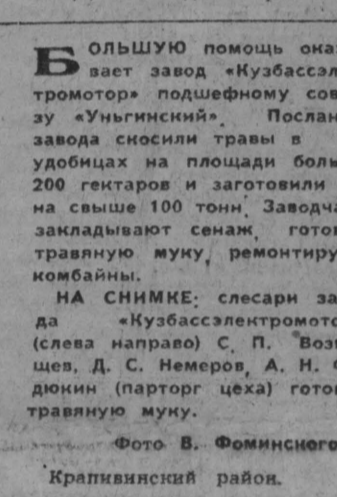 БОЛЬШУЮ помощь ока
вает завод «Кузбассэл
тромотор» подшефному сов
зу «Уньгинский». Послан
завода скосили травы в
удобицах на площади боль
200 гектаров и заготовили
на свыше 100 тонн. Заводча
закладывают сенаж, готов
травяную муку, ремонтиру
комбайны.
НА СНИМКЕ: слесари за
да «Кузбассэлектромото
(слева направо) С. П. Возн
щев, Д. С. Немеров, А. Н. 
дюкин (парторг цеха) готов
травяную муку.
Фото В. Фоминского
Крапивинский район.